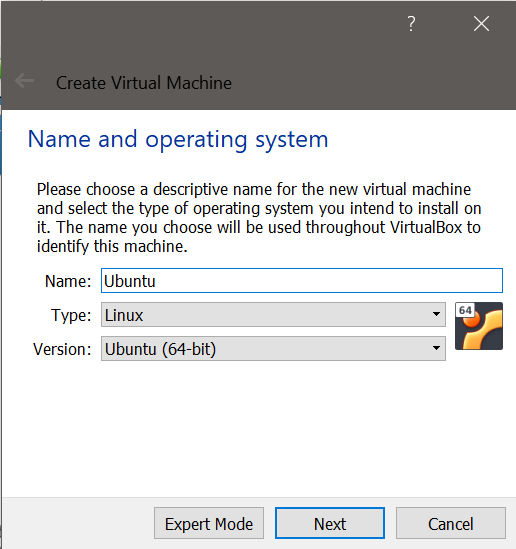 ?
Create Virtual Machine
Name and operating system
Please choose a descriptive name for the new virtual machine
and select the type of operating system you intend to install on
it. The name you choose will be used throughout VirtualBox to
identify this machine.
Name: Ubuntu
Type: Linux
64
Version: Ubuntu (64-bit)
Expert Mode Next Cancel